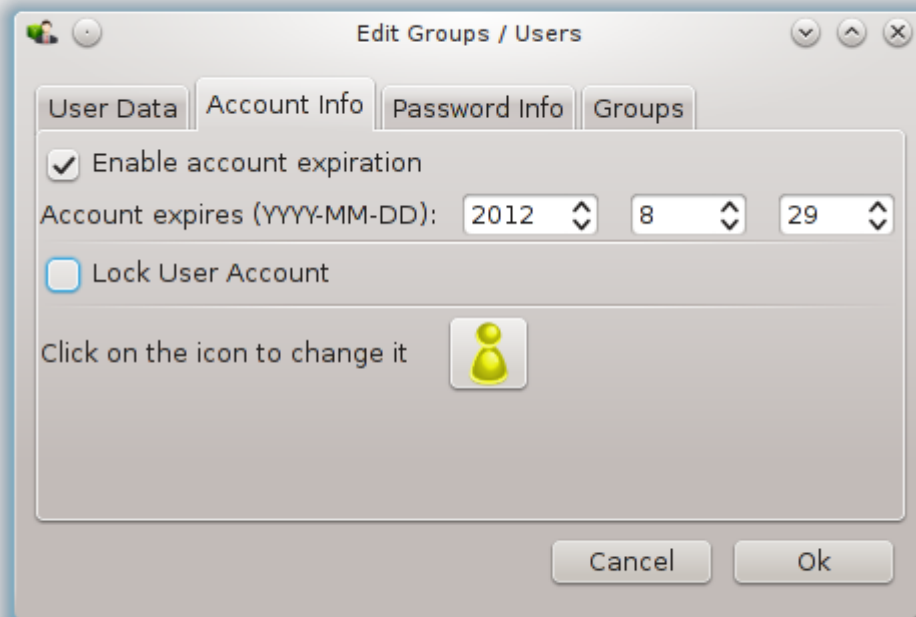 Edit Groups / Users
User Data Account Info Password Info Groups
Enable account expiration
Account expires (YYYY-MM-DD): 2012 8 29
Lock User Account
Click on the icon to change it
Cancel Ok